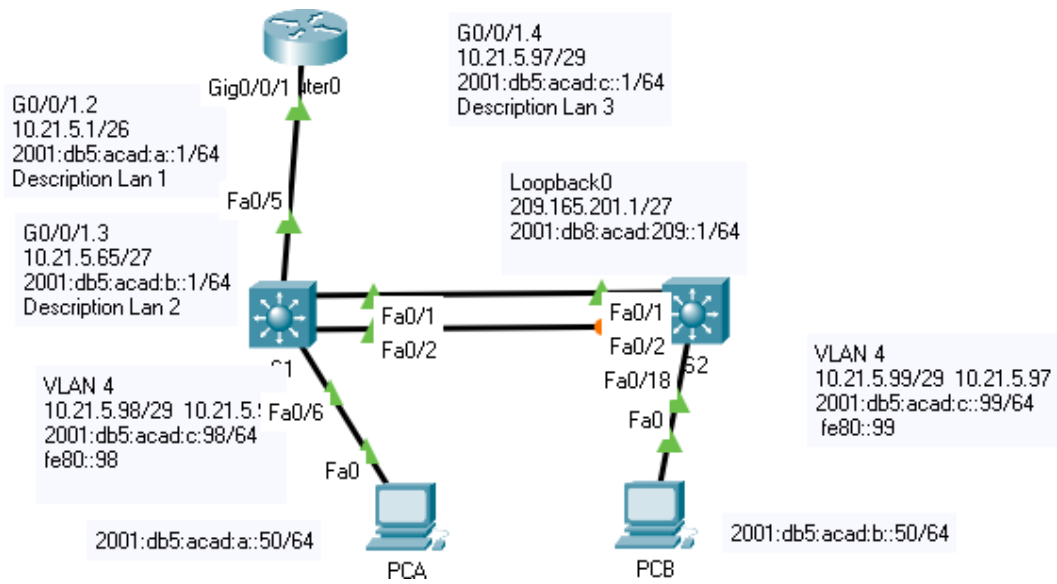 G0/0/1.4
10.21.5.97/29
2001:db5:acad:c::1/64
Description Lan 3
Gig0/0/1
G0/0/1.2
10.21.5.1/26
2001:db5:acad:a::1/64
Description Lan 1
Fa0/5
Loopback0
209.165.201.1/27
2001:db8:acad:209::1/64
G0/0/1.3
10.21.5.65/27
2001:db5:acad:b::1/64
Description Lan 2
Fa0/1
Fa0/1
Fa0/2
Fa0/2
S2
Fa0/18
VLAN 4
10.21.5.98/29
2001:db5:acad:c:98/64
fe80::98
Fa0/6
Fa0
VLAN 4
10.21.5.99/29 10.21.5.97
2001:db5:acad:c::99/64
fe80::99
Fa0
2001:db5:acad:a::50/64
PCA
2001:db5:acad:b::50/64
PCB